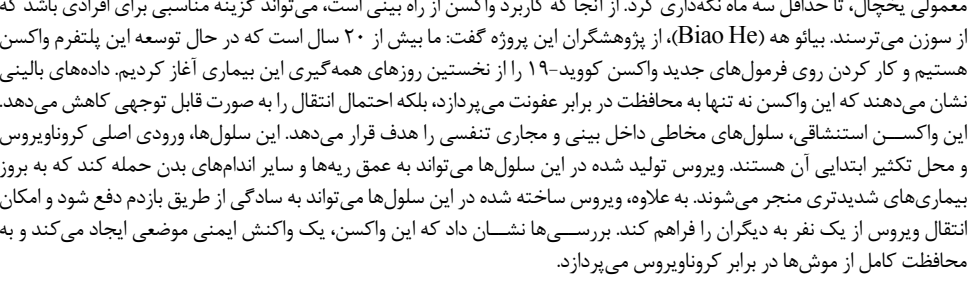 معمولی یخچال، تا حداقل سه ماه نگه‌داری کرد. از آنجا که کاربرد واکسن از راه بینی است، می‌تواند گزینه مناسبی برای افرادی باشد که
از سوزن می‌ترسند. بیائو هه (Biao He)، از پژوهشگران این پروژه گفت: ما بیش از ۲۰ سال است که در حال توسعه این پلتفرم واکسن
هستیم و کار کردن روی فرمول‌های جدید واکسن کووید-۱۹ را از نخستین روزهای همه‌گیری این بیماری آغاز کردیم. داده‌های بالینی
نشان می‌دهند که این واکسن نه تنها به محافظت در برابر عفونت می‌پردازد، بلکه احتمال انتقال را به صورت قابل توجهی کاهش می‌دهد.
این واکسن استنشاقی، سلول‌های مخاطی داخل بینی و مجاری تنفسی را هدف قرار می‌دهد. این سلول‌ها، ورودی اصلی کروناویروس
و محل تکثیر ابتدایی آن هستند. ویروس تولید شده در این سلول‌ها می‌تواند به عمق ریه‌ها و سایر اندام‌های بدن حمله کند که به بروز
بیماری‌های شدیدتری منجر می‌شوند. به علاوه، ویروس ساخته شده در این سلول‌ها می‌تواند به سادگی از طریق بازدم دفع شود و امکان
انتقال ویروس از یک نفر به دیگران را فراهم کند. بررسی‌ها نشان داد که این واکسن، یک واکنش ایمنی موضعی ایجاد می‌کند و به
محافظت کامل از موش‌ها در برابر کروناویروس می‌پردازد.